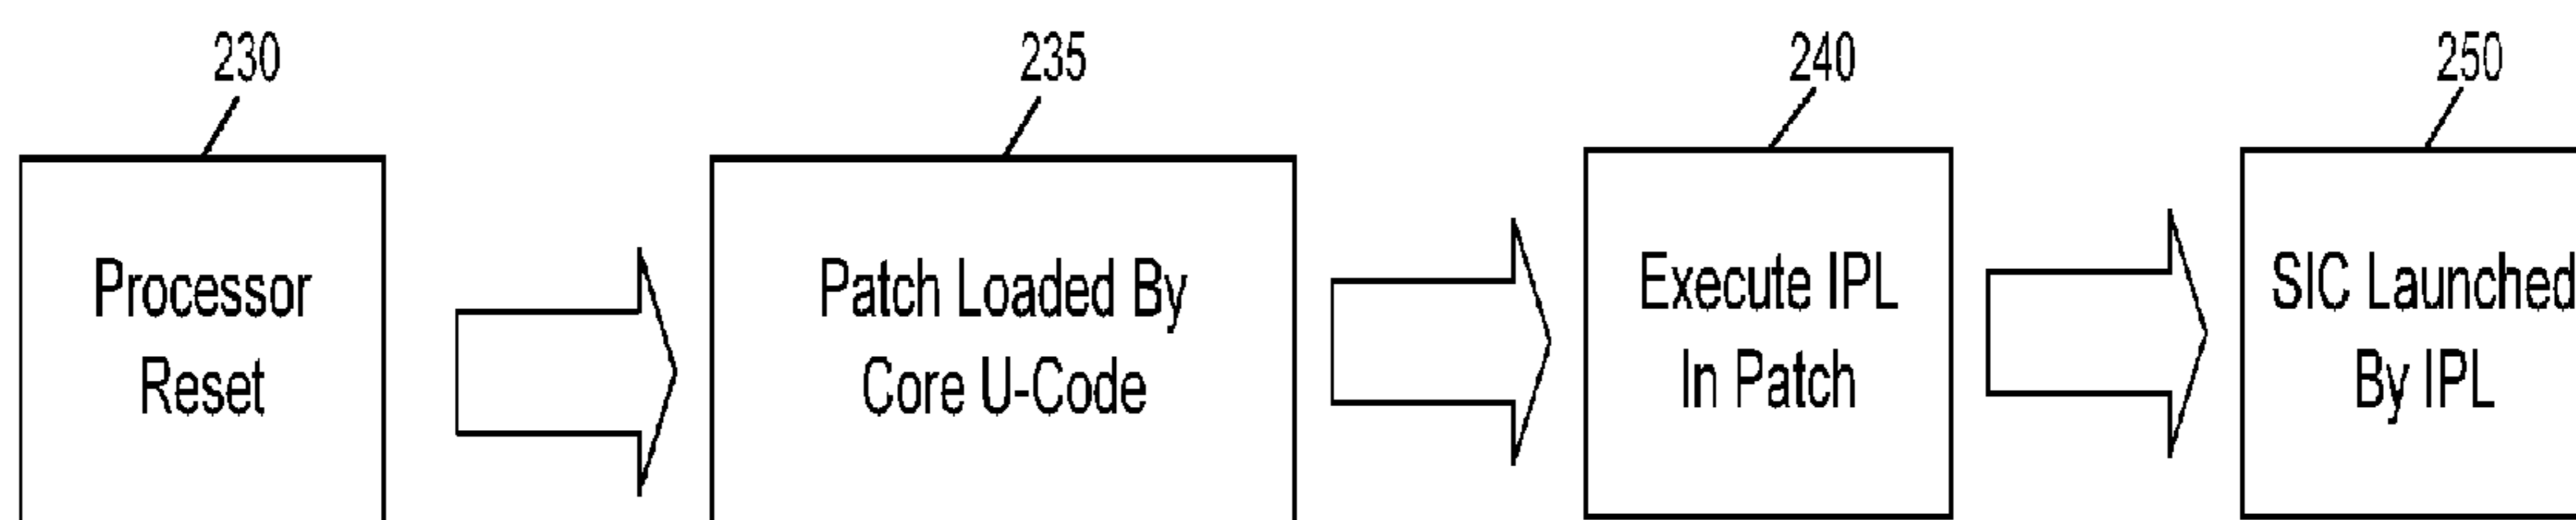 230
235
240
250
Processor
Reset
Patch Loaded By
Core U-Code
Execute IPL
In Patch
SIC Launched
By IPL